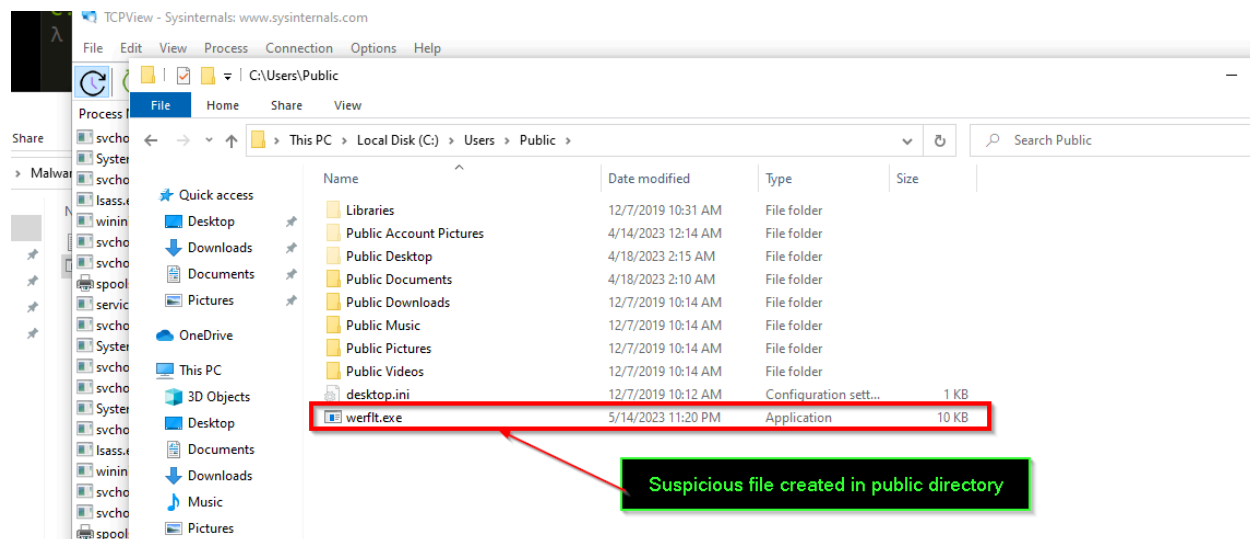 TCPView - Sysinternals: www.sysinternals.com
λ
File Edit View Process Connection Options Help
C:\Users\Public
Process
File Home Share View
Share
This PC > Local Disk (C:) > Users > Public >
Search Public
svcho
Syster
> Malwa
svcho
lsass.e
winin
svcho
svcho
spool
servic
svcho
Syster
svcho
svcho
Syster
svcho
lsass.e
winin
svcho
svcho
spool
Quick access
Desktop
Downloads
Documents
Pictures
OneDrive
This PC
3D Objects
Desktop
Documents
Downloads
Music
Pictures
Name Date modified Type Size
Libraries 12/7/2019 10:31 AM File folder
Public Account Pictures 4/14/2023 12:14 AM File folder
Public Desktop 4/18/2023 2:15 AM File folder
Public Documents 4/18/2023 2:10 AM File folder
Public Downloads 12/7/2019 10:14 AM File folder
Public Music 12/7/2019 10:14 AM File folder
Public Pictures 12/7/2019 10:14 AM File folder
Public Videos 12/7/2019 10:14 AM File folder
desktop.ini 12/7/2019 10:12 AM Configuration sett... 1 KB
werflt.exe 5/14/2023 11:20 PM Application 10 KB
Suspicious file created in public directory